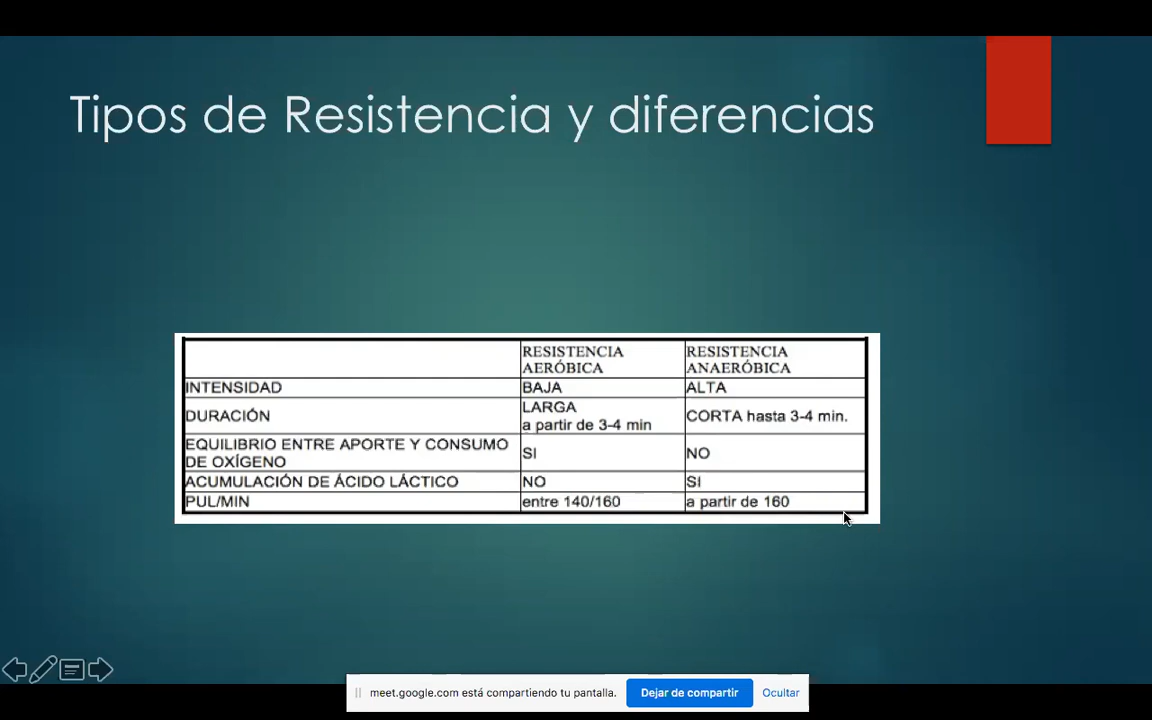 Tipos de Resistencia y diferencias
RESISTENCIA AERÓBICA
RESISTENCIA ANAERÓBICA
INTENSIDAD BAJA ALTA
DURACIÓN LARGA a partir de 3-4 min CORTA hasta 3-4 min.
EQUILIBRIO ENTRE APORTE Y CONSUMO DE OXÍGENO SI NO
ACUMULACIÓN DE ÁCIDO LÁCTICO NO SI
PUL/MIN entre 140/160 a partir de 160
meet.google.com está compartiendo tu pantalla. Dejar de compartir Ocultar